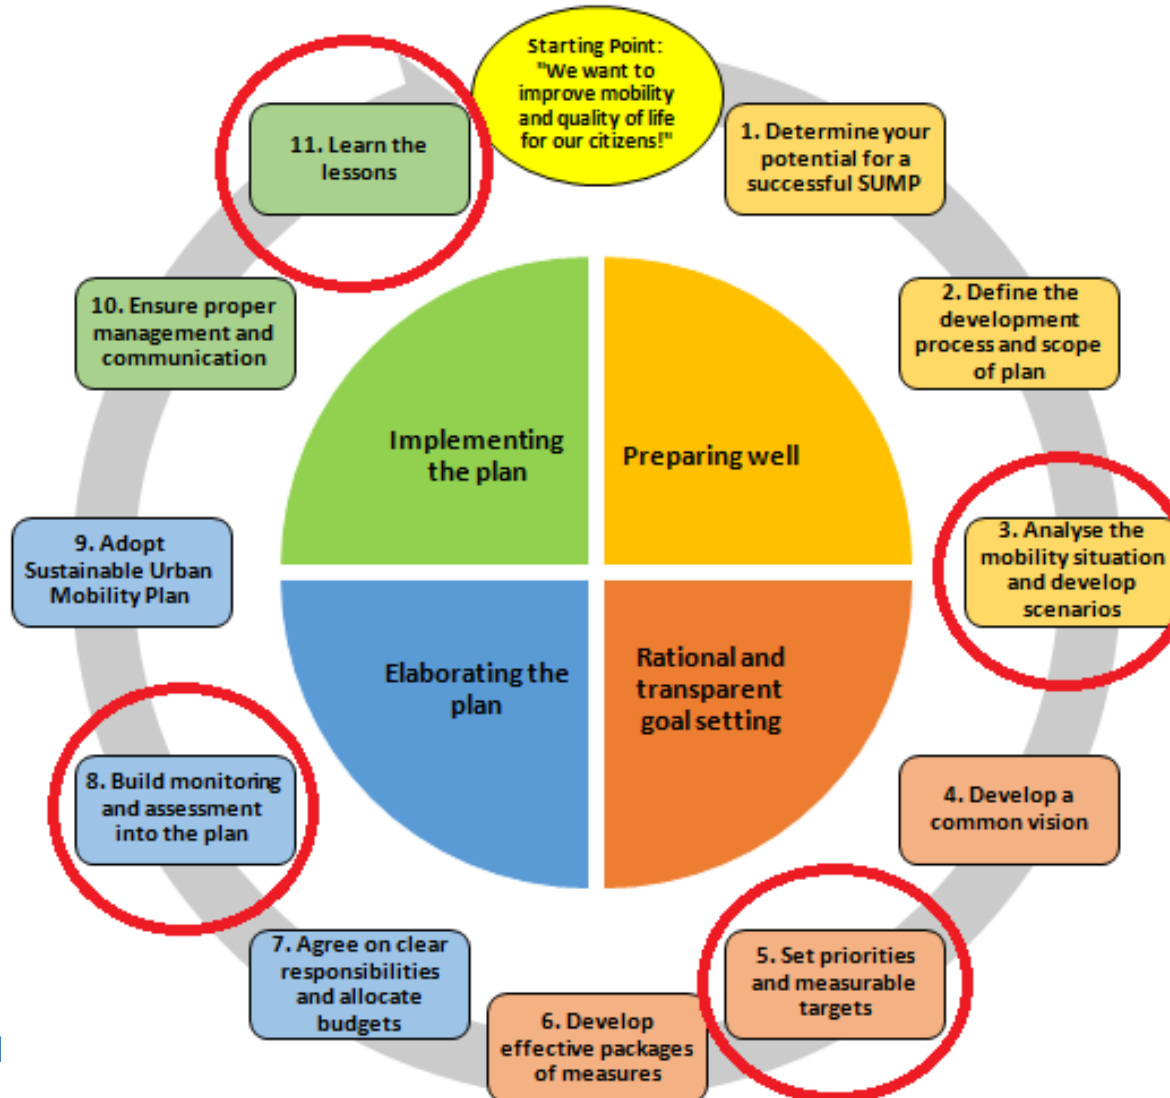 Starting Point:
"We want to
improve mobility
and quality of life
for our citizens!"
1. Determine your
potential for a
successful SUMP
2. Define the
development
process and scope
of plan
3. Analyse the
mobility situation
and develop
scenarios
4. Develop a
common vision
5. Set priorities
and measurable
targets
6. Develop
effective packages
of measures
7. Agree on clear
responsibilities
and allocate
budgets
8. Build monitoring
and assessment
into the plan
9. Adopt
Sustainable Urban
Mobility Plan
10. Ensure proper
management and
communication
11. Learn the
lessons
Implementing
the plan
Preparing well
Elaborating the
plan
Rational and
transparent
goal setting